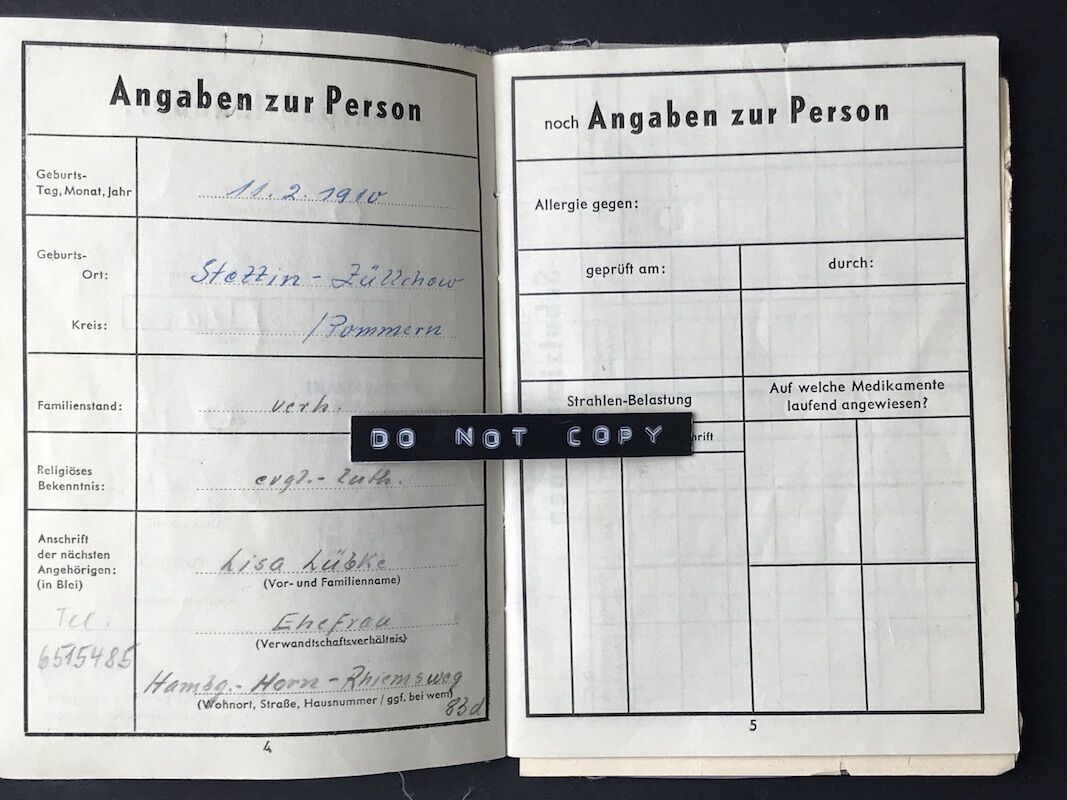 Angaben zur Person
Geburts-
Tag, Monat, Jahr
11.2.1910
Geburts-
Ort:
Stettin - Züllchow
Kreis:
/Pommern
Familienstand:
verh.
Religiöses
Bekenntnis:
evgl.- luth.
Anschrift
der nächsten
Angehörigen:
(in Blei)
Tel.
6515485
Lisa Lübke
(Vor- und Familienname)
Ehefrau
(Verwandtschaftsverhältnis)
Hambg.- Horn - Rhiemsweg
(Wohnort, Straße, Hausnummer / ggf. bei wem)
83d
4
DO NOT COPY
noch Angaben zur Person
Allergie gegen:
geprüft am:
durch:
Strahlen-Belastung
Auf welche Medikamente
laufend angewiesen?
5